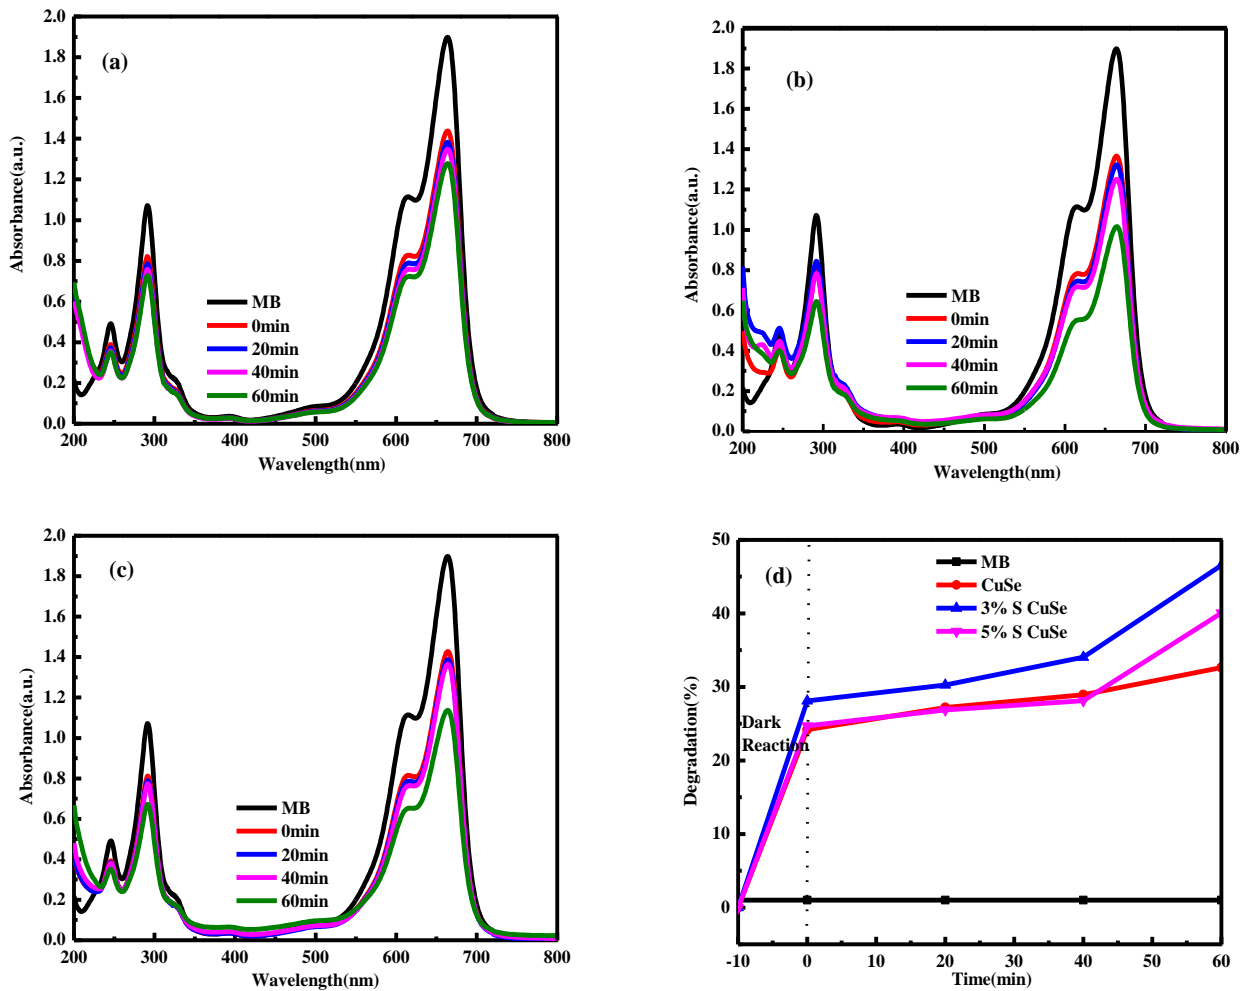 (a)
2.0
1.8
1.6
1.4
1.2
1.0
0.8
0.6
0.4
0.2
0.0
Absorbance(a.u.)
MB
0min
20min
40min
60min
200 300 400 500 600 700 800
Wavelength(nm)
(b)
2.0
1.8
1.6
1.4
1.2
1.0
0.8
0.6
0.4
0.2
0.0
Absorbance(a.u.)
MB
0min
20min
40min
60min
200 300 400 500 600 700 800
Wavelength(nm)
(c)
2.0
1.8
1.6
1.4
1.2
1.0
0.8
0.6
0.4
0.2
0.0
Absorbance(a.u.)
MB
0min
20min
40min
60min
200 300 400 500 600 700 800
Wavelength(nm)
(d)
50
40
30
20
10
0
Degradation(%)
MB
CuSe
3% S CuSe
5% S CuSe
Dark
Reaction
-10 0 10 20 30 40 50 60
Time(min)